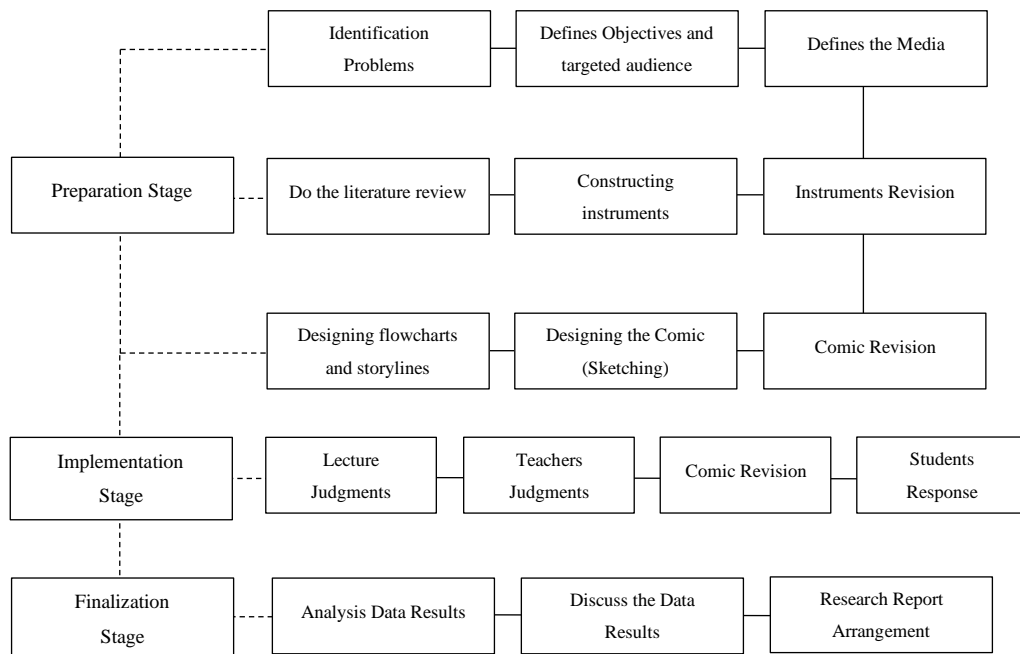 Identification
Problems
Defines Objectives and
targeted audience
Defines the Media
Preparation Stage
Do the literature review
Constructing
instruments
Instruments Revision
Designing flowcharts
and storylines
Designing the Comic
(Sketching)
Comic Revision
Implementation
Stage
Lecture
Judgments
Teachers
Judgments
Comic Revision
Students
Response
Finalization
Stage
Analysis Data Results
Discuss the Data
Results
Research Report
Arrangement